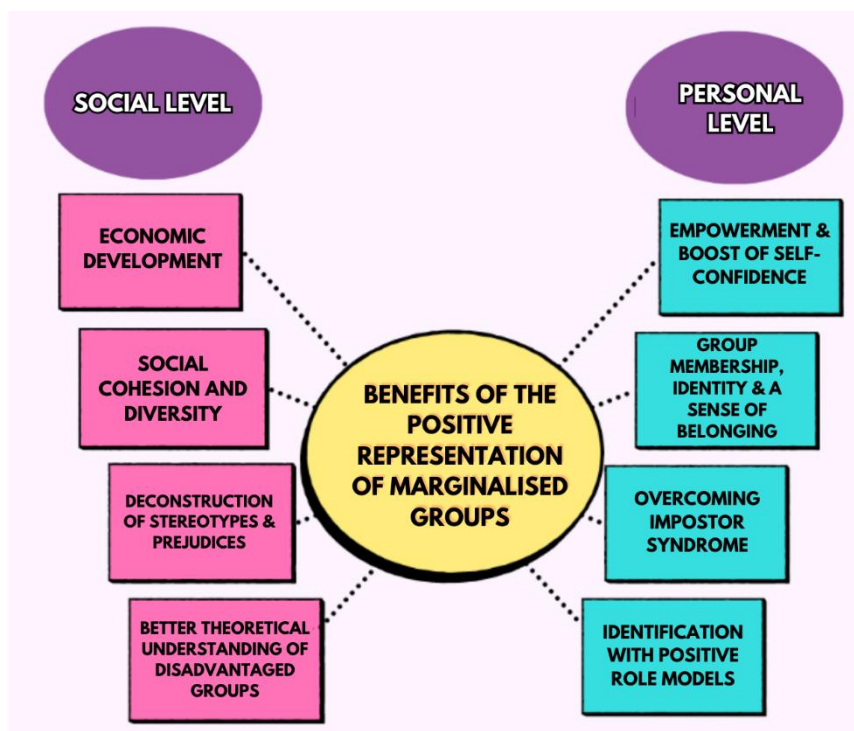 SOCIAL LEVEL
ECONOMIC
DEVELOPMENT
SOCIAL
COHESION AND
DIVERSITY
DECONSTRUCTION
OF STEREOTYPES &
PREJUDICES
BETTER THEORETICAL
UNDERSTANDING OF
DISADVANTAGED
GROUPS
BENEFITS OF THE
POSITIVE
REPRESENTATION
OF MARGINALISED
GROUPS
PERSONAL
LEVEL
EMPOWERMENT &
BOOST OF SELF-
CONFIDENCE
GROUP
MEMBERSHIP,
IDENTITY & A
SENSE OF
BELONGING
OVERCOMING
IMPOSTOR
SYNDROME
IDENTIFICATION
WITH POSITIVE
ROLE MODELS